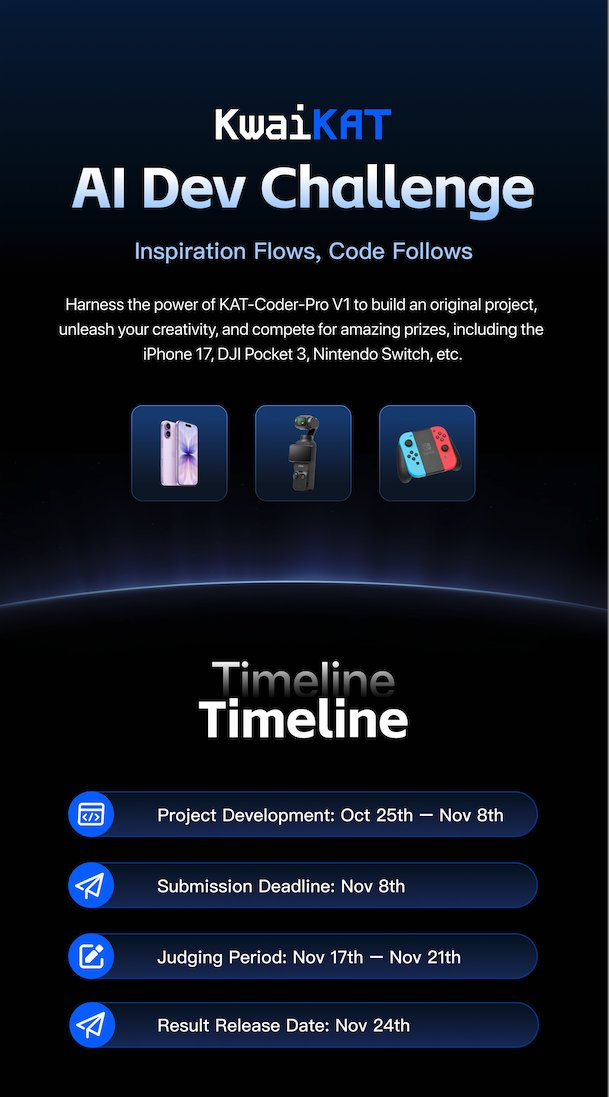 KwaiKAT
AI Dev Challenge
Inspiration Flows, Code Follows
Harness the power of KAT-Coder-Pro V1 to build an original project,
unleash your creativity, and compete for amazing prizes, including the
iPhone 17, DJI Pocket 3, Nintendo Switch, etc.
Timeline
Timeline
Project Development: Oct 25th — Nov 8th
Submission Deadline: Nov 8th
Judging Period: Nov 17th — Nov 21th
Result Release Date: Nov 24th